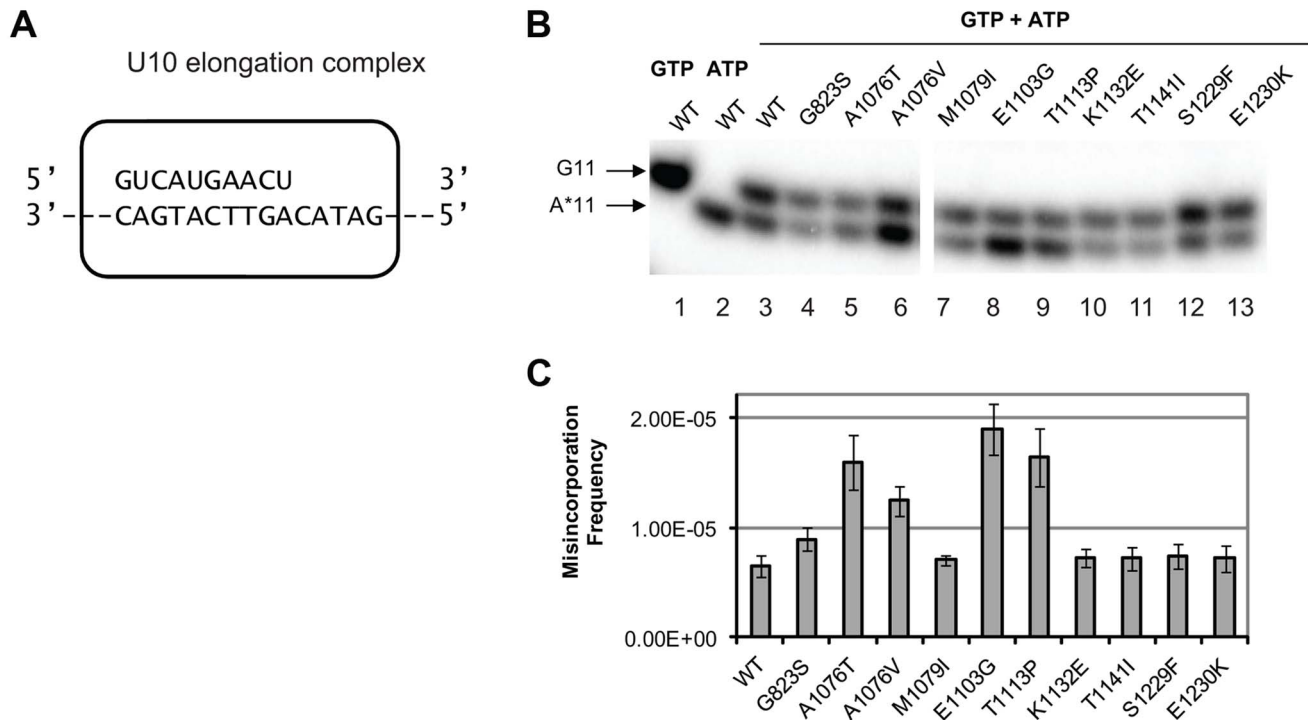 A
U10 elongation complex
5’ GUCAUGAACU 3’
3’---CAGTACTTGACATAG---5’
B
GTP + ATP
GTP ATP
WT WT WT G823S A1076T A1076V M1079I E1103G T1113P K1132E T1141I S1229F E1230K
G11
A*11
1 2 3 4 5 6 7 8 9 10 11 12 13
C
Misincorporation
Frequency
2.00E-05
1.00E-05
0.00E+00
WT G823S A1076T A1076V M1079I E1103G T1113P K1132E T1141I S1229F E1230K